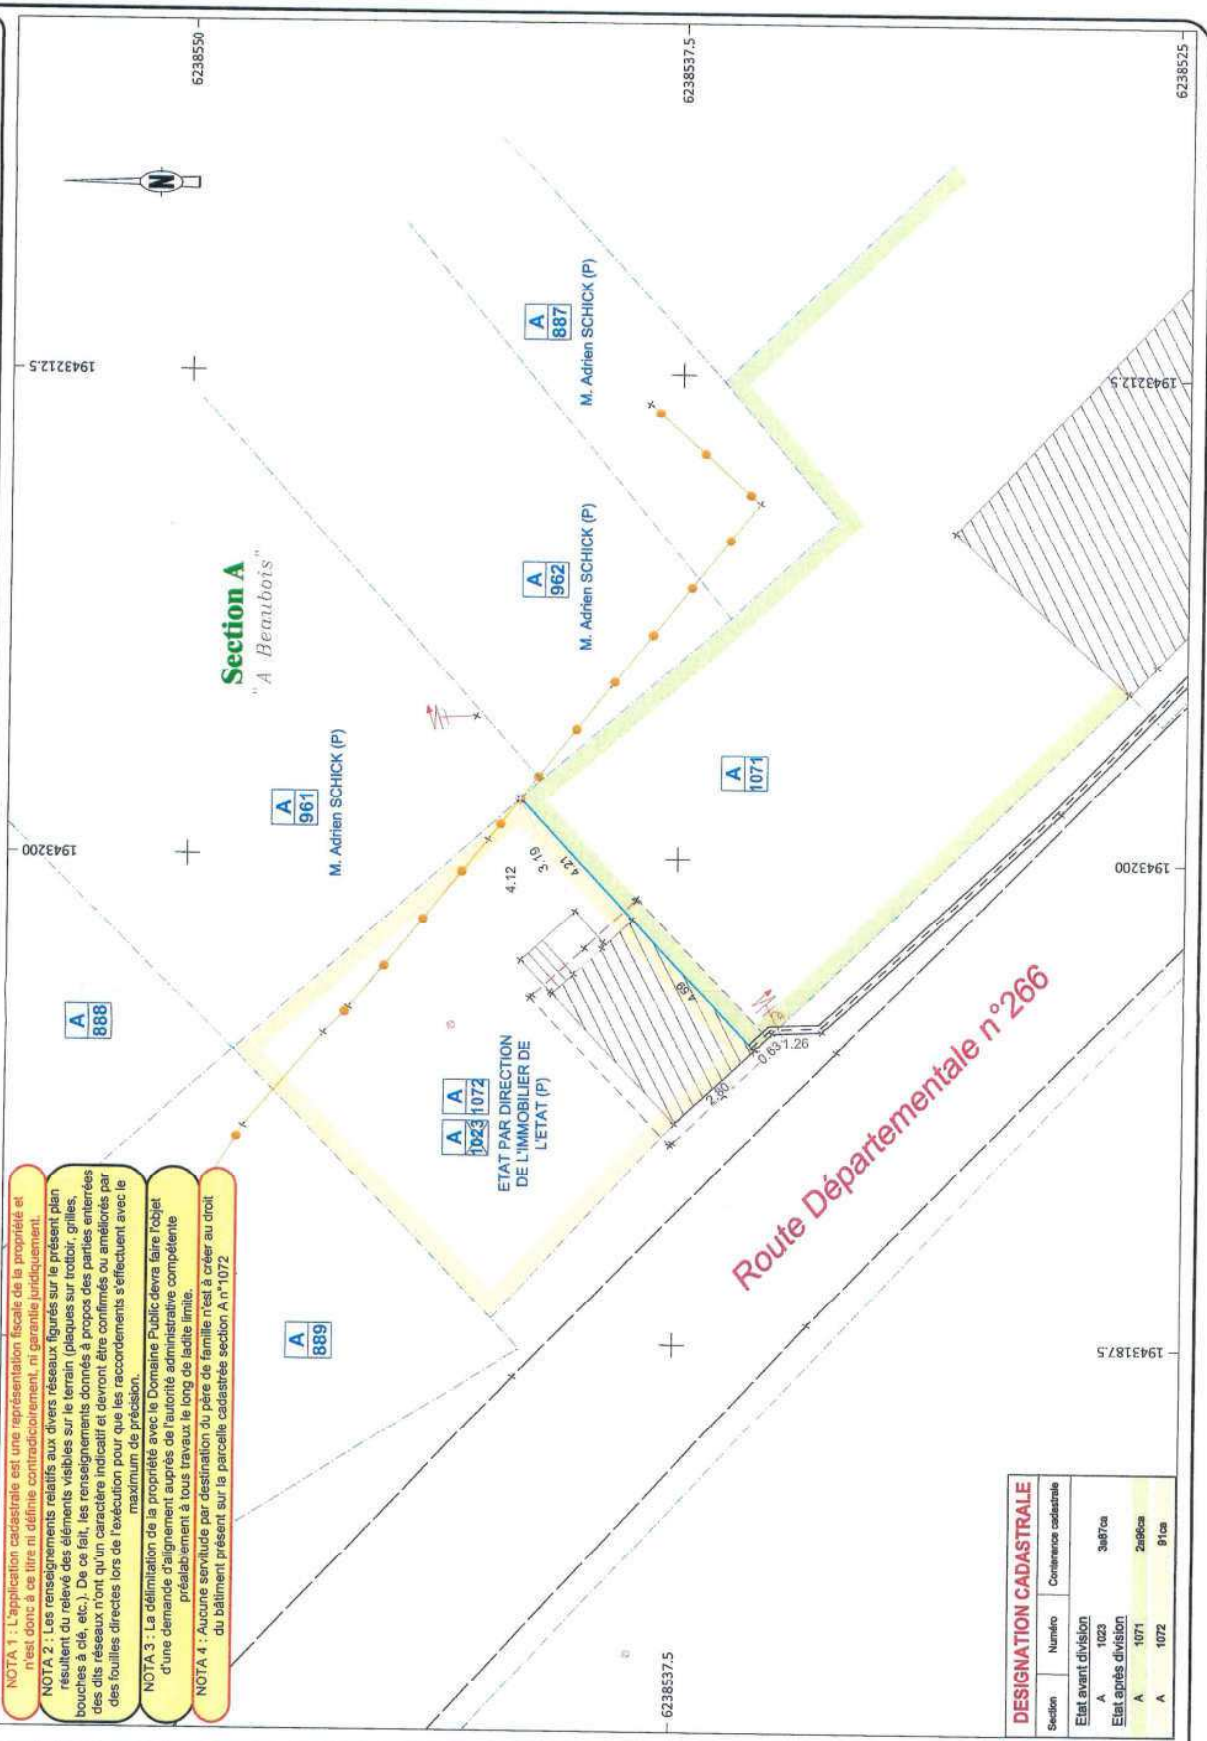 NOTA 1 : L'application cadastrale est une représentation fiscale de la propriété et
n'est donc à ce titre ni définie contradictoirement, ni garantie juridiquement.
NOTA 2 : Les renseignements relatifs aux divers réseaux figurés sur le présent plan
résultent du relevé des éléments visibles sur le terrain (plaques sur trottoir, grilles,
bouches à clé, etc.). De ce fait, les renseignements donnés à propos des parties enterrées
des dits réseaux n'ont qu'un caractère indicatif et devront être confirmés ou améliorés par
des fouilles directes lors de l'exécution pour que les raccordements s'effectuent avec le
maximum de précision.
NOTA 3 : La délimitation de la propriété avec le Domaine Public devra faire l'objet
d'une demande d'alignement auprès de l'autorité administrative compétente
préalablement à tous travaux le long de ladite limite.
NOTA 4 : Aucune servitude par destination du père de famille n'est à créer au droit
du bâtiment présent sur la parcelle cadastrée section A n°1072
6238550
6238537.5
6238525
1943212.5
1943200
N
Section A
"A Beaubois"
A
888
A
961
M. Adrien SCHICK (P)
A
962
M. Adrien SCHICK (P)
A
887
M. Adrien SCHICK (P)
A
889
A
1023
A
1072
ETAT PAR DIRECTION
DE L'IMMOBILIER DE
L'ETAT (P)
A
1071
4.12
3.19
4.21
4.59
2.80
0.63
1.26
Route Départementale n°266
6238537.5
1943187.5
1943200
1943212.5
DESIGNATION CADASTRALE
Section Numéro Contenance cadastrale
Etat avant division
A 1023 3a87ca
Etat après division
A 1071 2a96ca
A 1072 91ca